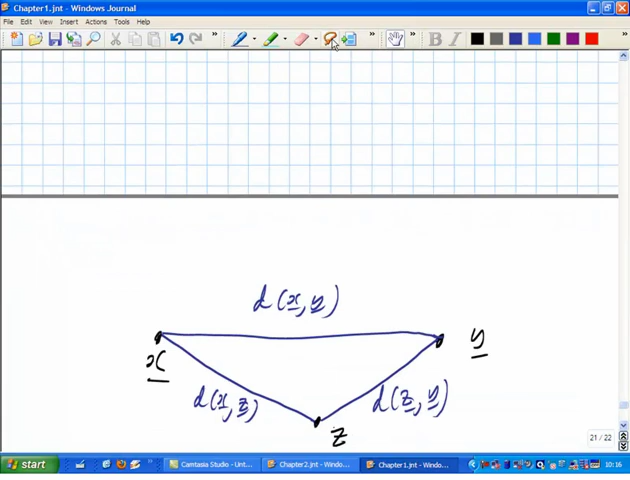 Chapter1.jnt - Windows Journal
File Edit View Insert Actions Tools Help
B I
d(x, y)
x
y
d(x, z)
d(z, y)
z
21 / 22
start
Camtasia Studio - Unt...
Chapter2.jnt - Windo...
Chapter1.jnt - Windo...
10:16